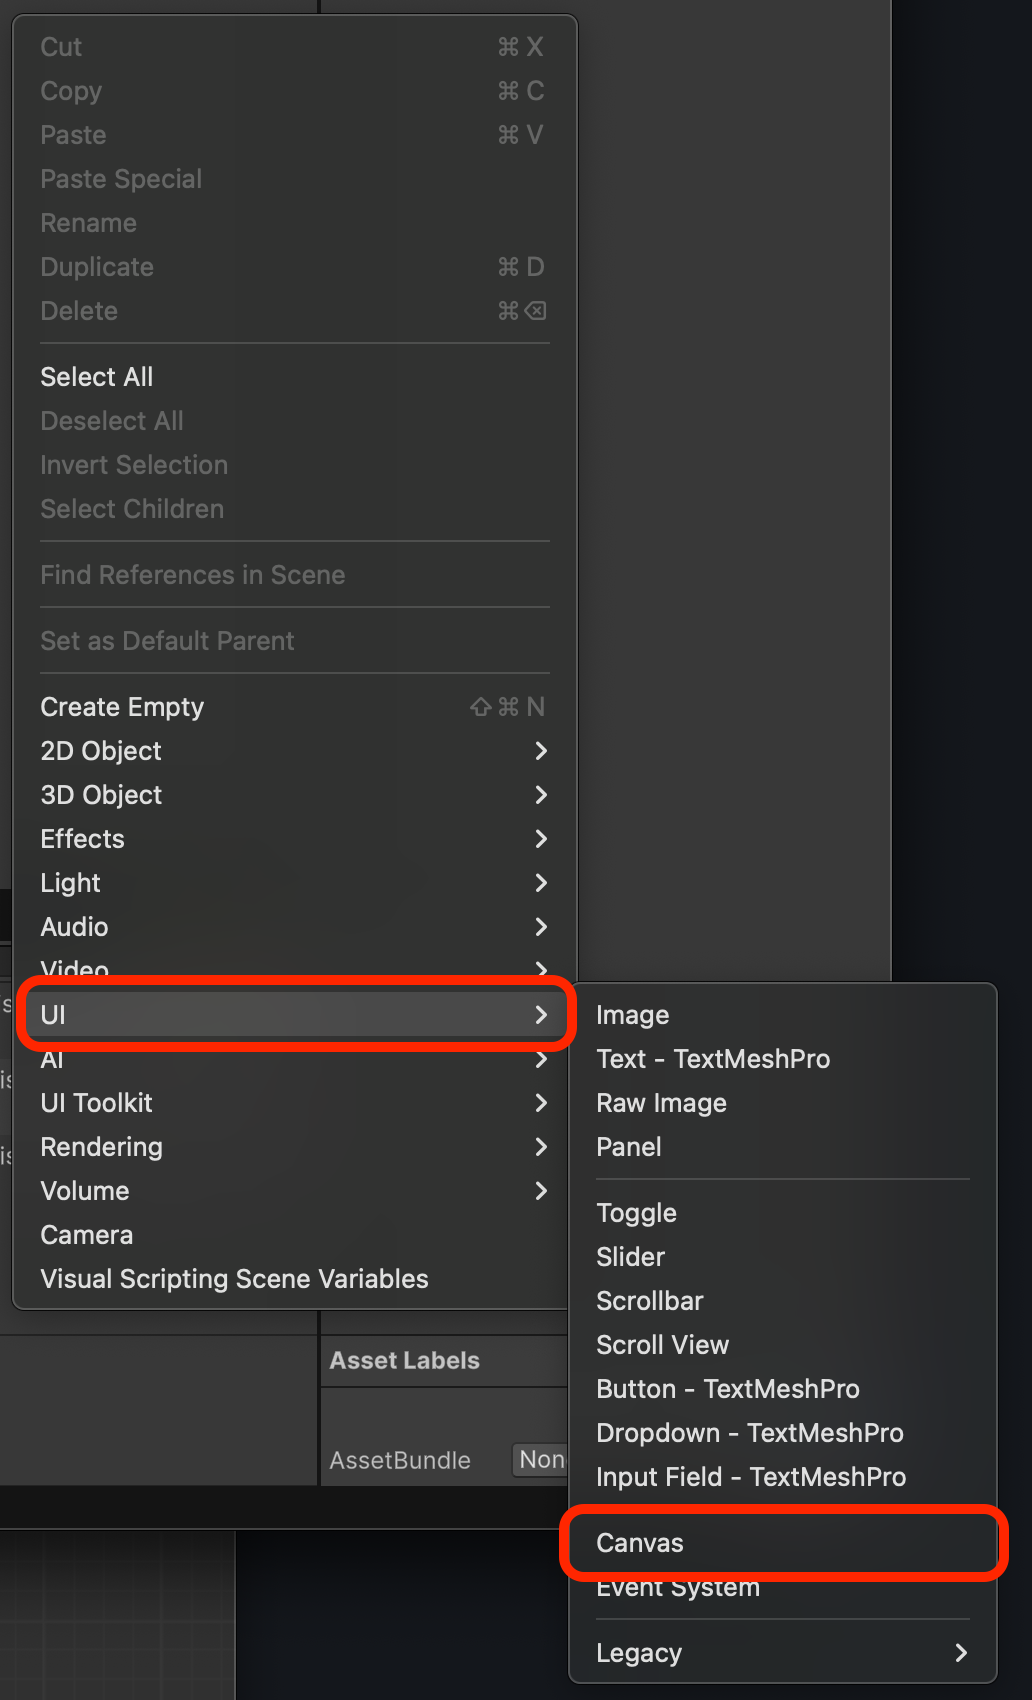 Cut ⌘ X
Copy ⌘ C
Paste ⌘ V
Paste Special
Rename
Duplicate ⌘ D
Delete ⌘⌫
Select All
Deselect All
Invert Selection
Select Children
Find References in Scene
Set as Default Parent
Create Empty ⇧ ⌘ N
2D Object
3D Object
Effects
Light
Audio
Video
UI
AI
UI Toolkit
Rendering
Volume
Camera
Visual Scripting Scene Variables
Image
Text - TextMeshPro
Raw Image
Panel
Toggle
Slider
Scrollbar
Scroll View
Button - TextMeshPro
Dropdown - TextMeshPro
Input Field - TextMeshPro
Canvas
Event System
Legacy
Asset Labels
AssetBundle